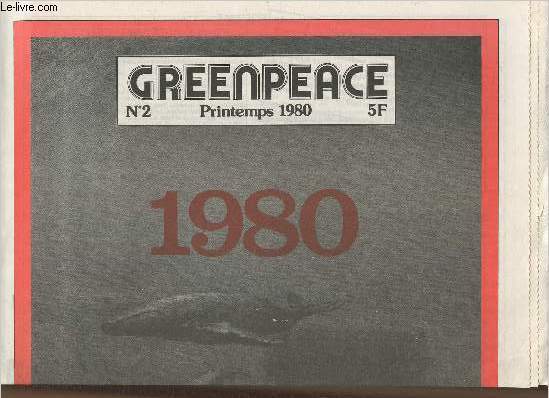 Le-livre.com
GREENPEACE
N°2 Printemps 1980 5F
1980